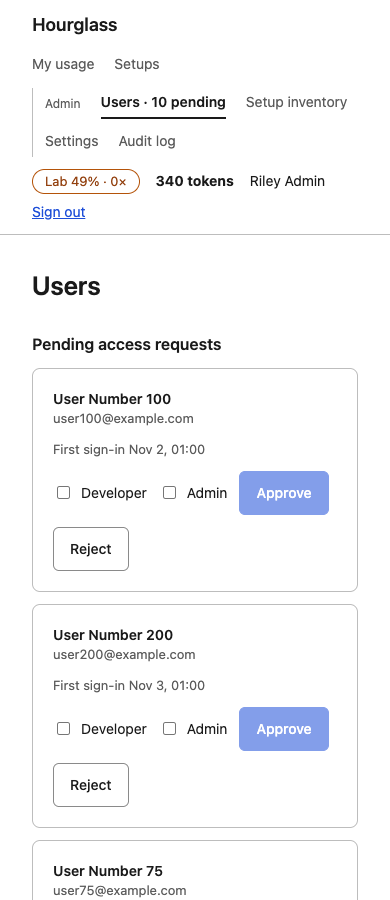 Hourglass
My usage Setups
Admin Users · 10 pending Setup inventory
Settings Audit log
Lab 49% · 0× 340 tokens Riley Admin
Sign out
Users
Pending access requests
User Number 100
user100@example.com
First sign-in Nov 2, 01:00
Developer Admin Approve
Reject
User Number 200
user200@example.com
First sign-in Nov 3, 01:00
Developer Admin Approve
Reject
User Number 75
user75@example.com